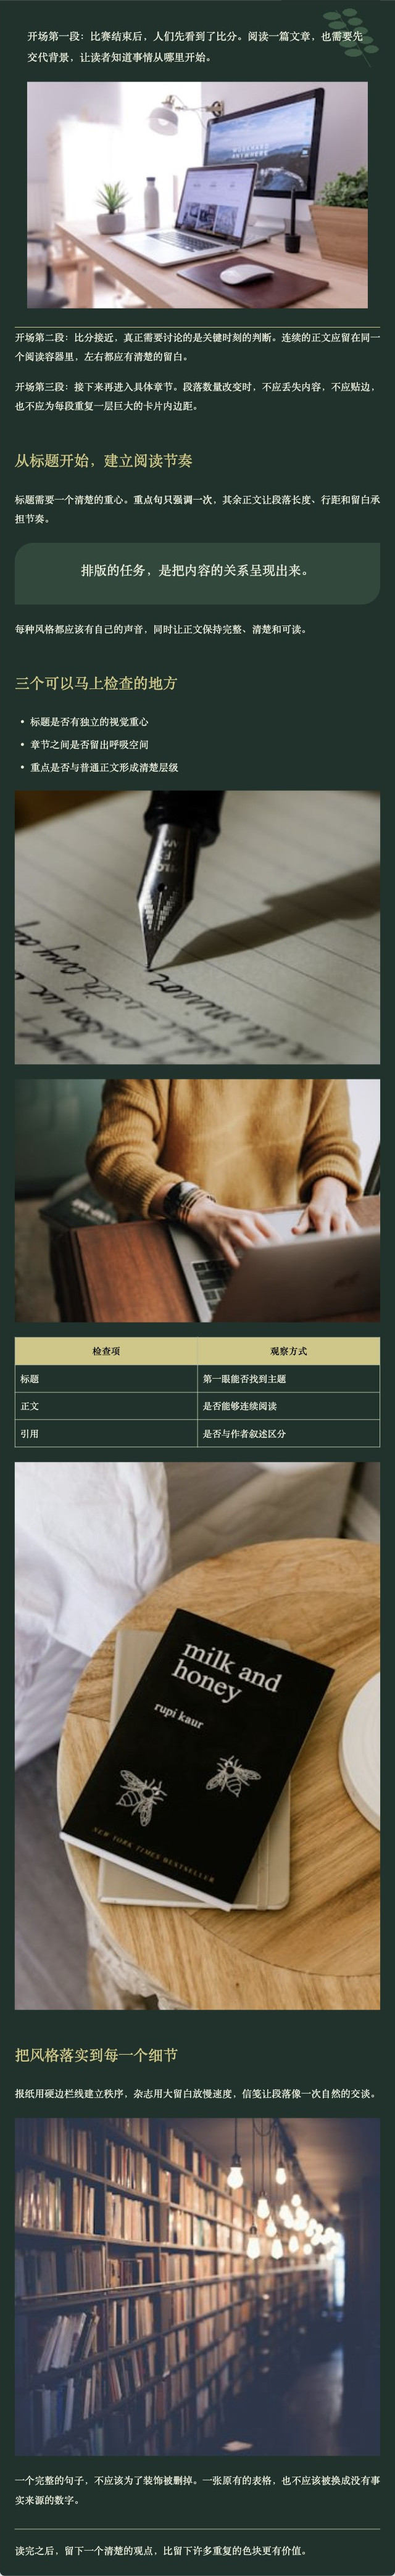 开场第一段：比赛结束后，人们先看到了比分。阅读一篇文章，也需要先
交代背景，让读者知道事情从哪里开始。
开场第二段：比分接近，真正需要讨论的是关键时刻的判断。连续的正文应留在同一
个阅读容器里，左右都应有清楚的留白。
开场第三段：接下来再进入具体章节。段落数量改变时，不应丢失内容，不应贴边，
也不应为每段重复一层巨大的卡片内边距。
从标题开始，建立阅读节奏
标题需要一个清楚的重心。重点句只强调一次，其余正文让段落长度、行距和留白承
担节奏。
排版的任务，是把内容的关系呈现出来。
每种风格都应该有自己的声音，同时让正文保持完整、清楚和可读。
三个可以马上检查的地方
• 标题是否有独立的视觉重心
• 章节之间是否留出呼吸空间
• 重点是否与普通正文形成清楚层级
检查项 观察方式
标题 第一眼能否找到主题
正文 是否能够连续阅读
引用 是否与作者叙述区分
milk and
honey
rupi kaur
NEW YORK TIMES BESTSELLER
把风格落实到每一个细节
报纸用硬边栏线建立秩序，杂志用大留白放慢速度，信笺让段落像一次自然的交谈。
一个完整的句子，不应该为了装饰被删掉。一张原有的表格，也不应该被换成没有事
实来源的数字。
读完之后，留下一个清楚的观点，比留下许多重复的色块更有价值。